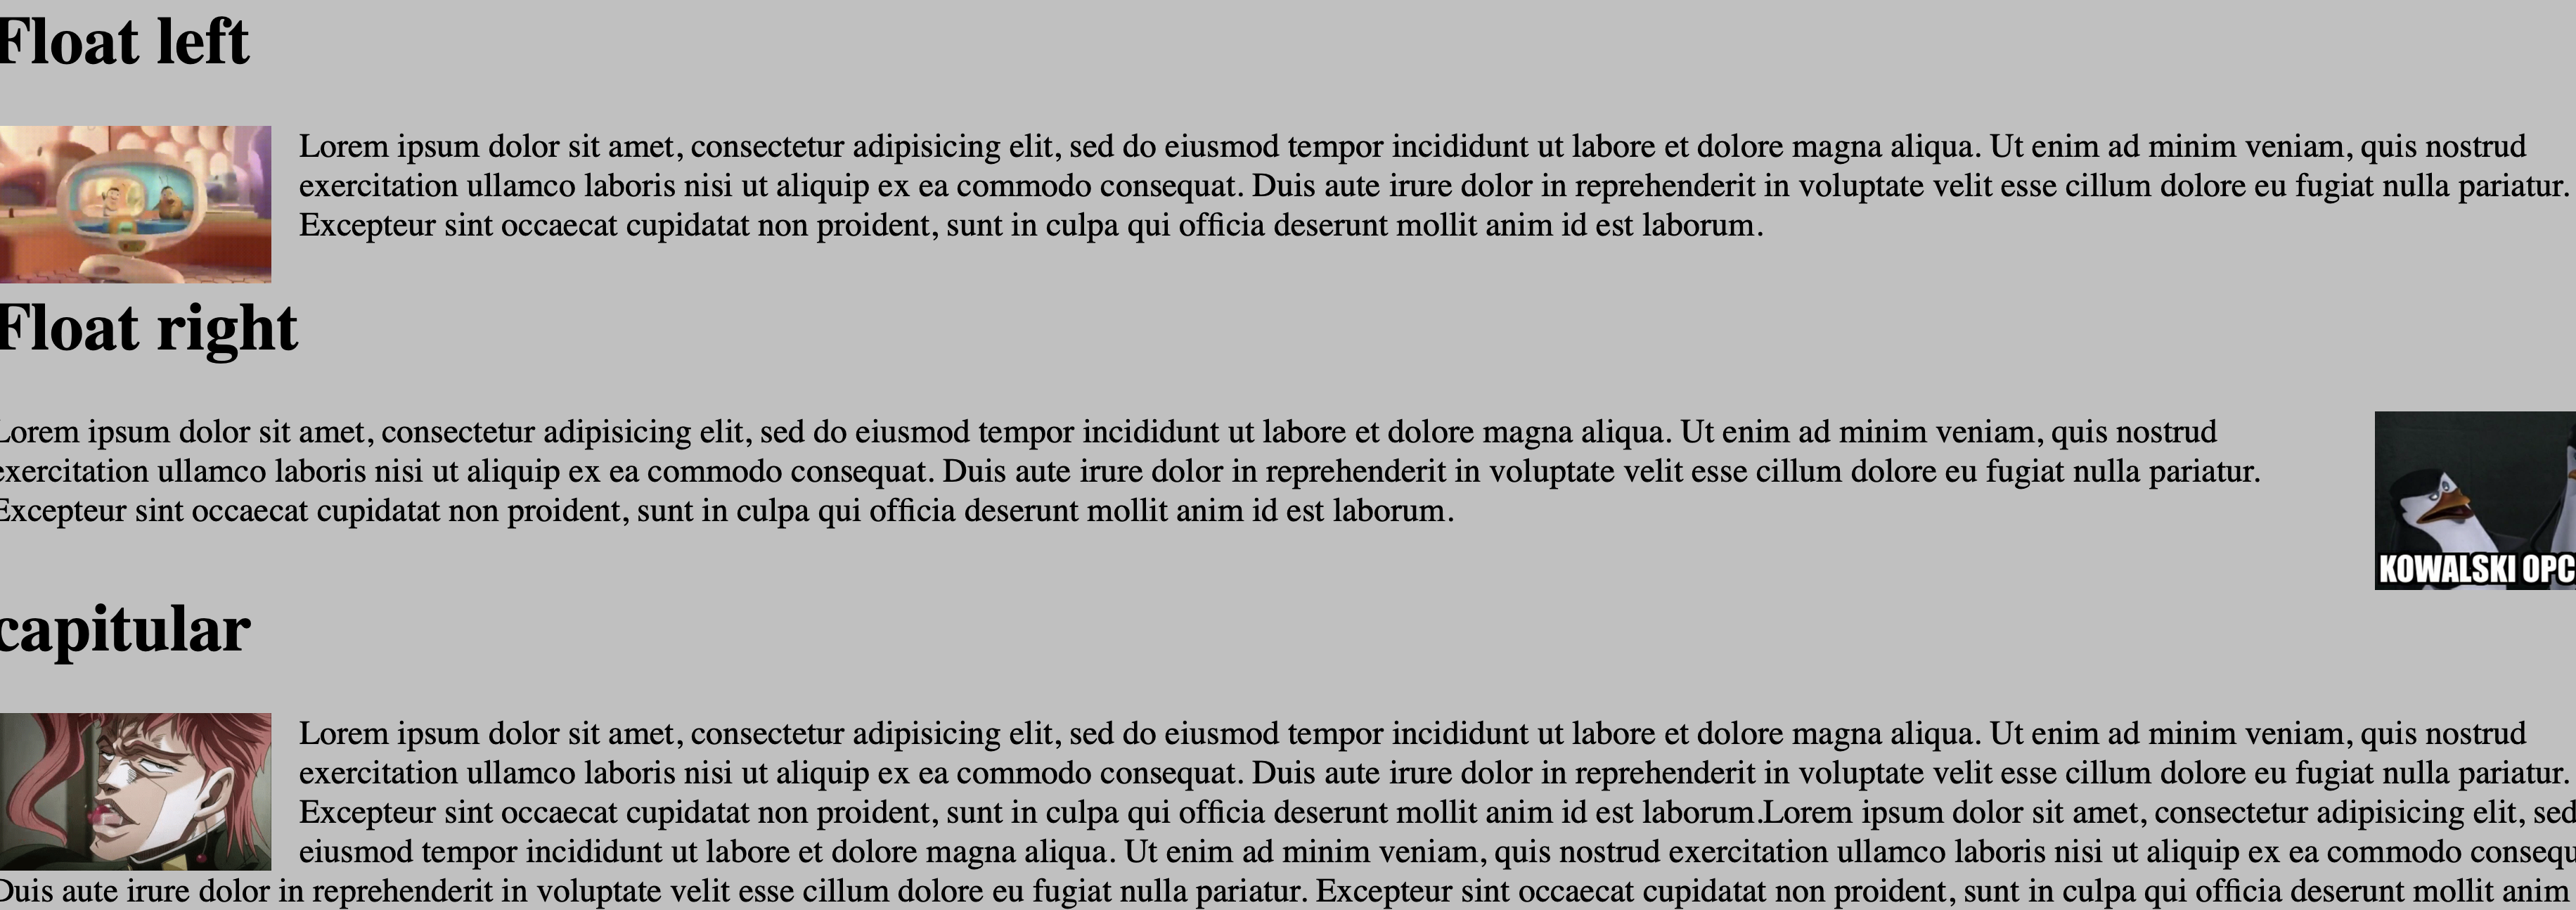 Float left
Lorem ipsum dolor sit amet, consectetur adipisicing elit, sed do eiusmod tempor incididunt ut labore et dolore magna aliqua. Ut enim ad minim veniam, quis nostrud
exercitation ullamco laboris nisi ut aliquip ex ea commodo consequat. Duis aute irure dolor in reprehenderit in voluptate velit esse cillum dolore eu fugiat nulla pariatur.
Excepteur sint occaecat cupidatat non proident, sunt in culpa qui officia deserunt mollit anim id est laborum.
Float right
Lorem ipsum dolor sit amet, consectetur adipisicing elit, sed do eiusmod tempor incididunt ut labore et dolore magna aliqua. Ut enim ad minim veniam, quis nostrud
exercitation ullamco laboris nisi ut aliquip ex ea commodo consequat. Duis aute irure dolor in reprehenderit in voluptate velit esse cillum dolore eu fugiat nulla pariatur.
Excepteur sint occaecat cupidatat non proident, sunt in culpa qui officia deserunt mollit anim id est laborum.
KOWALSKI OPC
capitular
Lorem ipsum dolor sit amet, consectetur adipisicing elit, sed do eiusmod tempor incididunt ut labore et dolore magna aliqua. Ut enim ad minim veniam, quis nostrud
exercitation ullamco laboris nisi ut aliquip ex ea commodo consequat. Duis aute irure dolor in reprehenderit in voluptate velit esse cillum dolore eu fugiat nulla pariatur.
Excepteur sint occaecat cupidatat non proident, sunt in culpa qui officia deserunt mollit anim id est laborum.Lorem ipsum dolor sit amet, consectetur adipisicing elit, sed
eiusmod tempor incididunt ut labore et dolore magna aliqua. Ut enim ad minim veniam, quis nostrud exercitation ullamco laboris nisi ut aliquip ex ea commodo consequ
Duis aute irure dolor in reprehenderit in voluptate velit esse cillum dolore eu fugiat nulla pariatur. Excepteur sint occaecat cupidatat non proident, sunt in culpa qui officia deserunt mollit anim